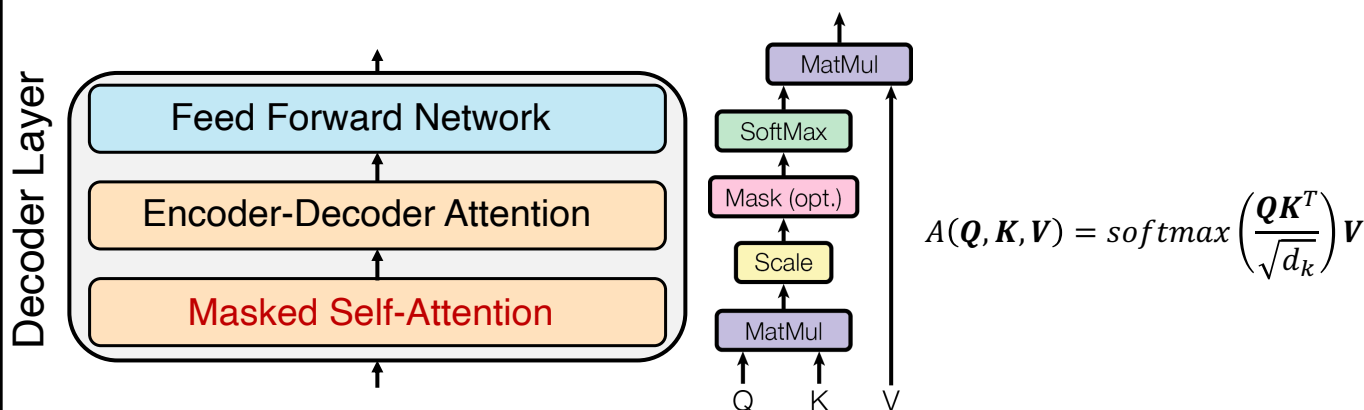 Decoder Layer
Feed Forward Network
Encoder-Decoder Attention
Masked Self-Attention
MatMul
SoftMax
Mask (opt.)
Scale
MatMul
Q K V
A(Q, K, V) = softmax(QK^T / √d_k) V